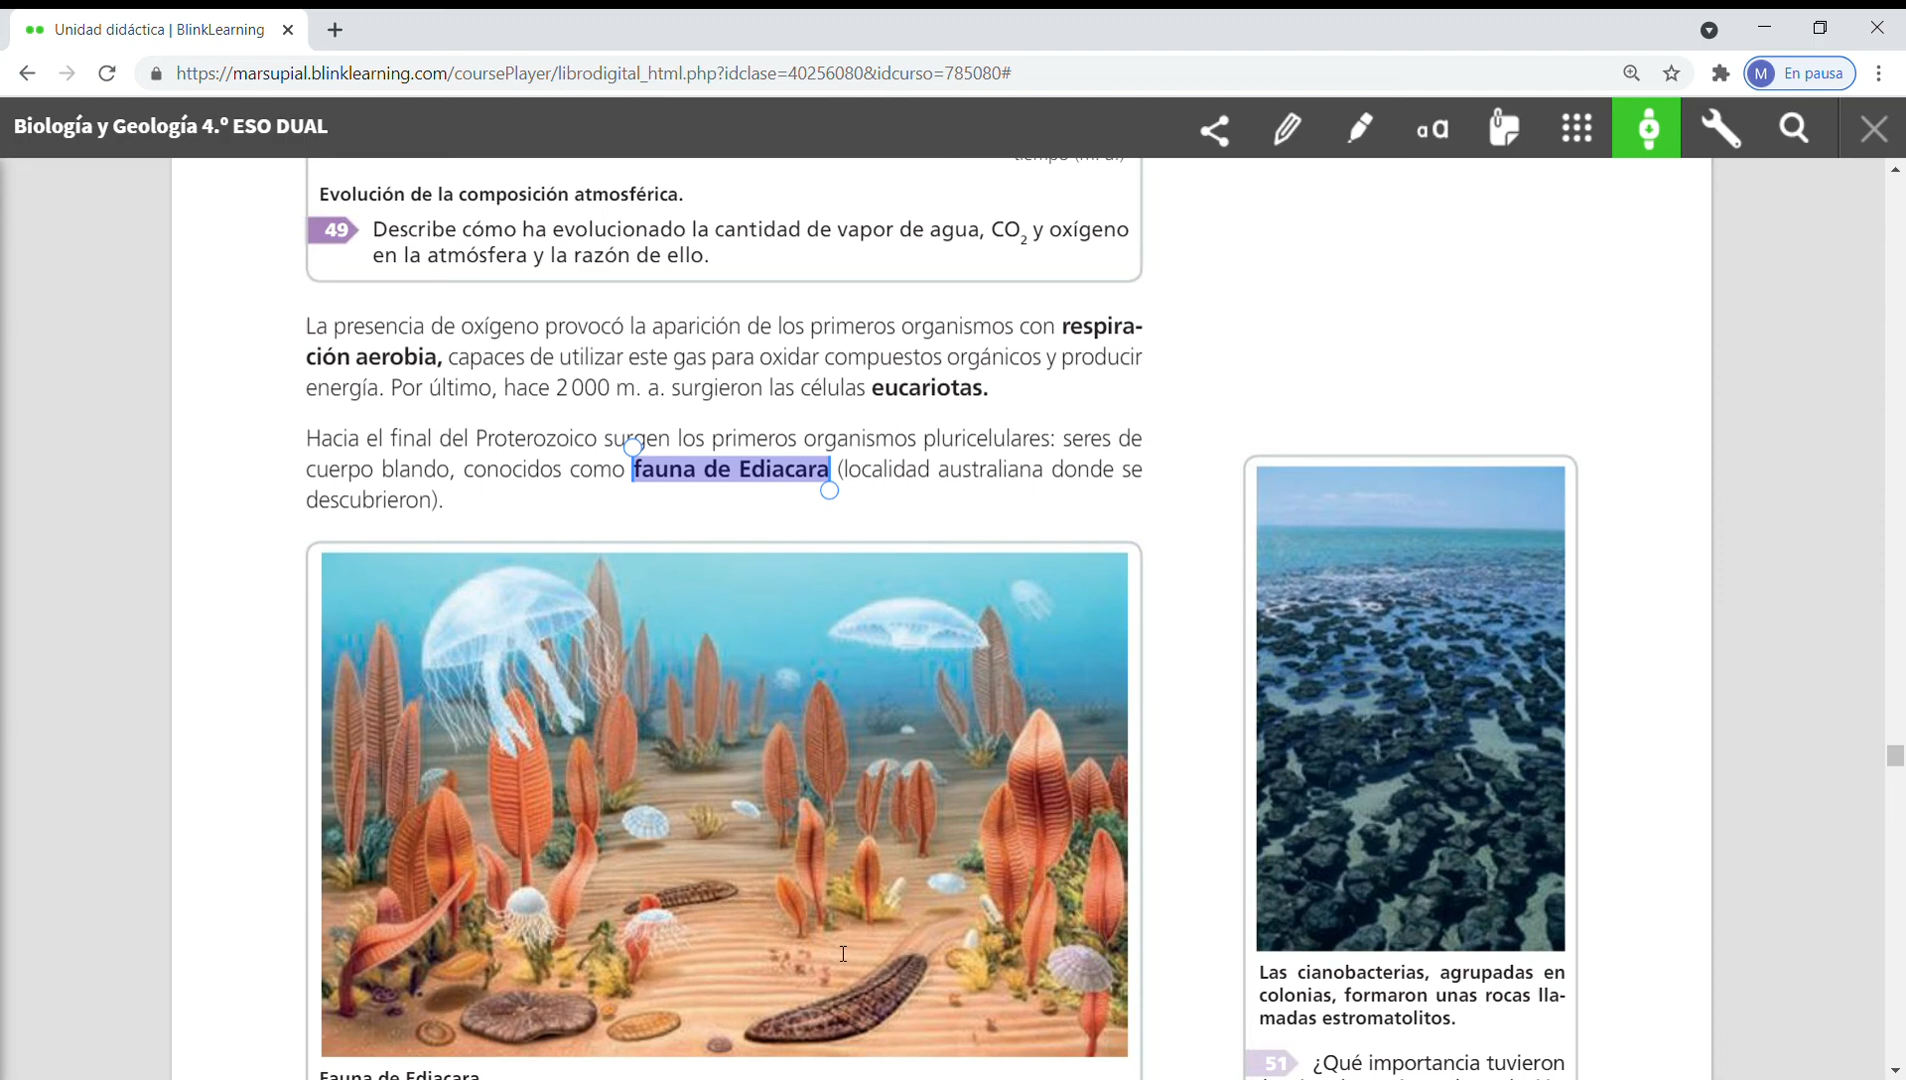 Unidad didáctica | BlinkLearning
https://marsupial.blinklearning.com/coursePlayer/librodigital_html.php?idclase=40256080&idcurso=785080#
M En pausa
Biología y Geología 4.º ESO DUAL
a a
tiempo (m. a.)
Evolución de la composición atmosférica.
49 Describe cómo ha evolucionado la cantidad de vapor de agua, CO₂ y oxígeno
en la atmósfera y la razón de ello.
La presencia de oxígeno provocó la aparición de los primeros organismos con respira-
ción aerobia, capaces de utilizar este gas para oxidar compuestos orgánicos y producir
energía. Por último, hace 2 000 m. a. surgieron las células eucariotas.
Hacia el final del Proterozoico surgen los primeros organismos pluricelulares: seres de
cuerpo blando, conocidos como fauna de Ediacara (localidad australiana donde se
descubrieron).
Fauna de Ediacara
Las cianobacterias, agrupadas en
colonias, formaron unas rocas lla-
madas estromatolitos.
51 ¿Qué importancia tuvieron